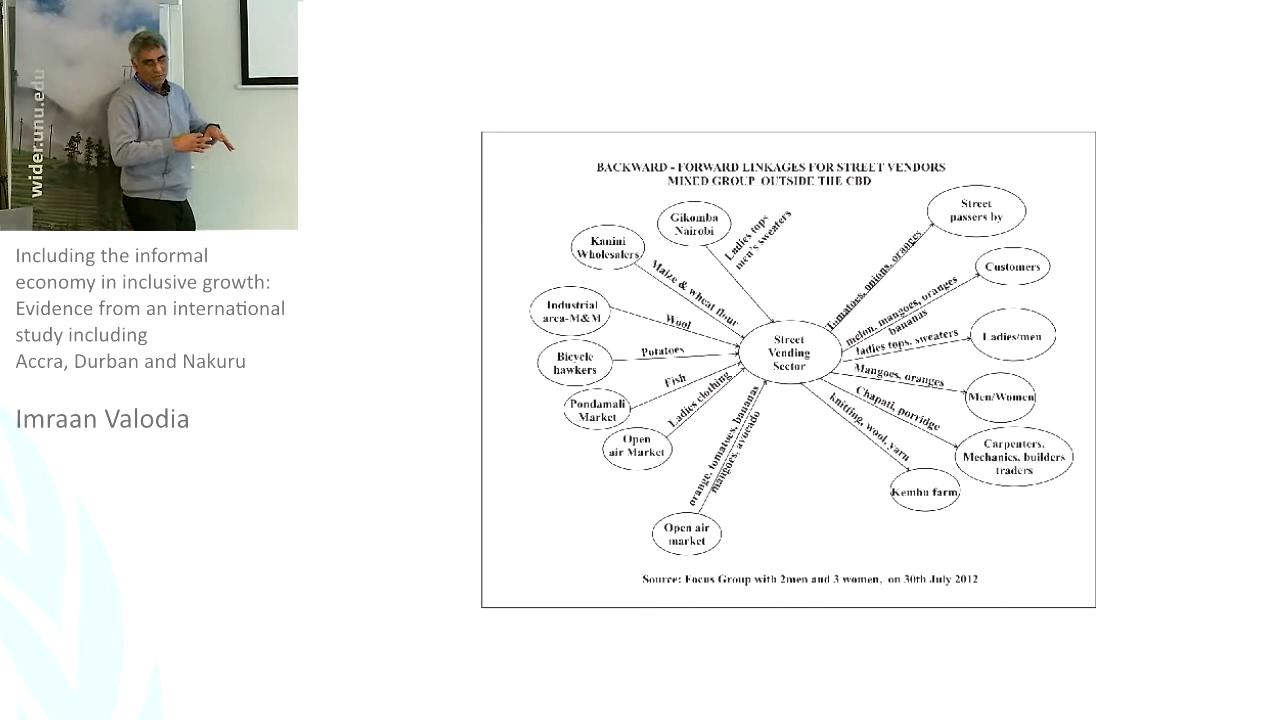 wider.unu.edu
Including the informal
economy in inclusive growth:
Evidence from an international
study including
Accra, Durban and Nakuru
Imraan Valodia
BACKWARD - FORWARD LINKAGES FOR STREET VENDORS
MIXED GROUP OUTSIDE THE CBD
Gikomba
Nairobi
Ladies tops
men's sweaters
Kanini
Wholesalers
Maize & wheat flour
Industrial
area-M&M
Wool
Bicycle
hawkers
Potatoes
Pondamali
Market
Fish
Open
air Market
Ladies clothing
Open air
market
orange, tomatoes, bananas
mangoes, avocado
Street
Vending
Sector
Tomatoes, onions, oranges
Street
passers by
melon, mangoes, oranges
bananas
Customers
ladies tops, sweaters
Ladies/men
Mangoes, oranges
Men/Women
Chapati, porridge
Carpenters,
Mechanics, builders
traders
knitting, wool, yarn
Kembu farm
Source: Focus Group with 2men and 3 women, on 30th July 2012